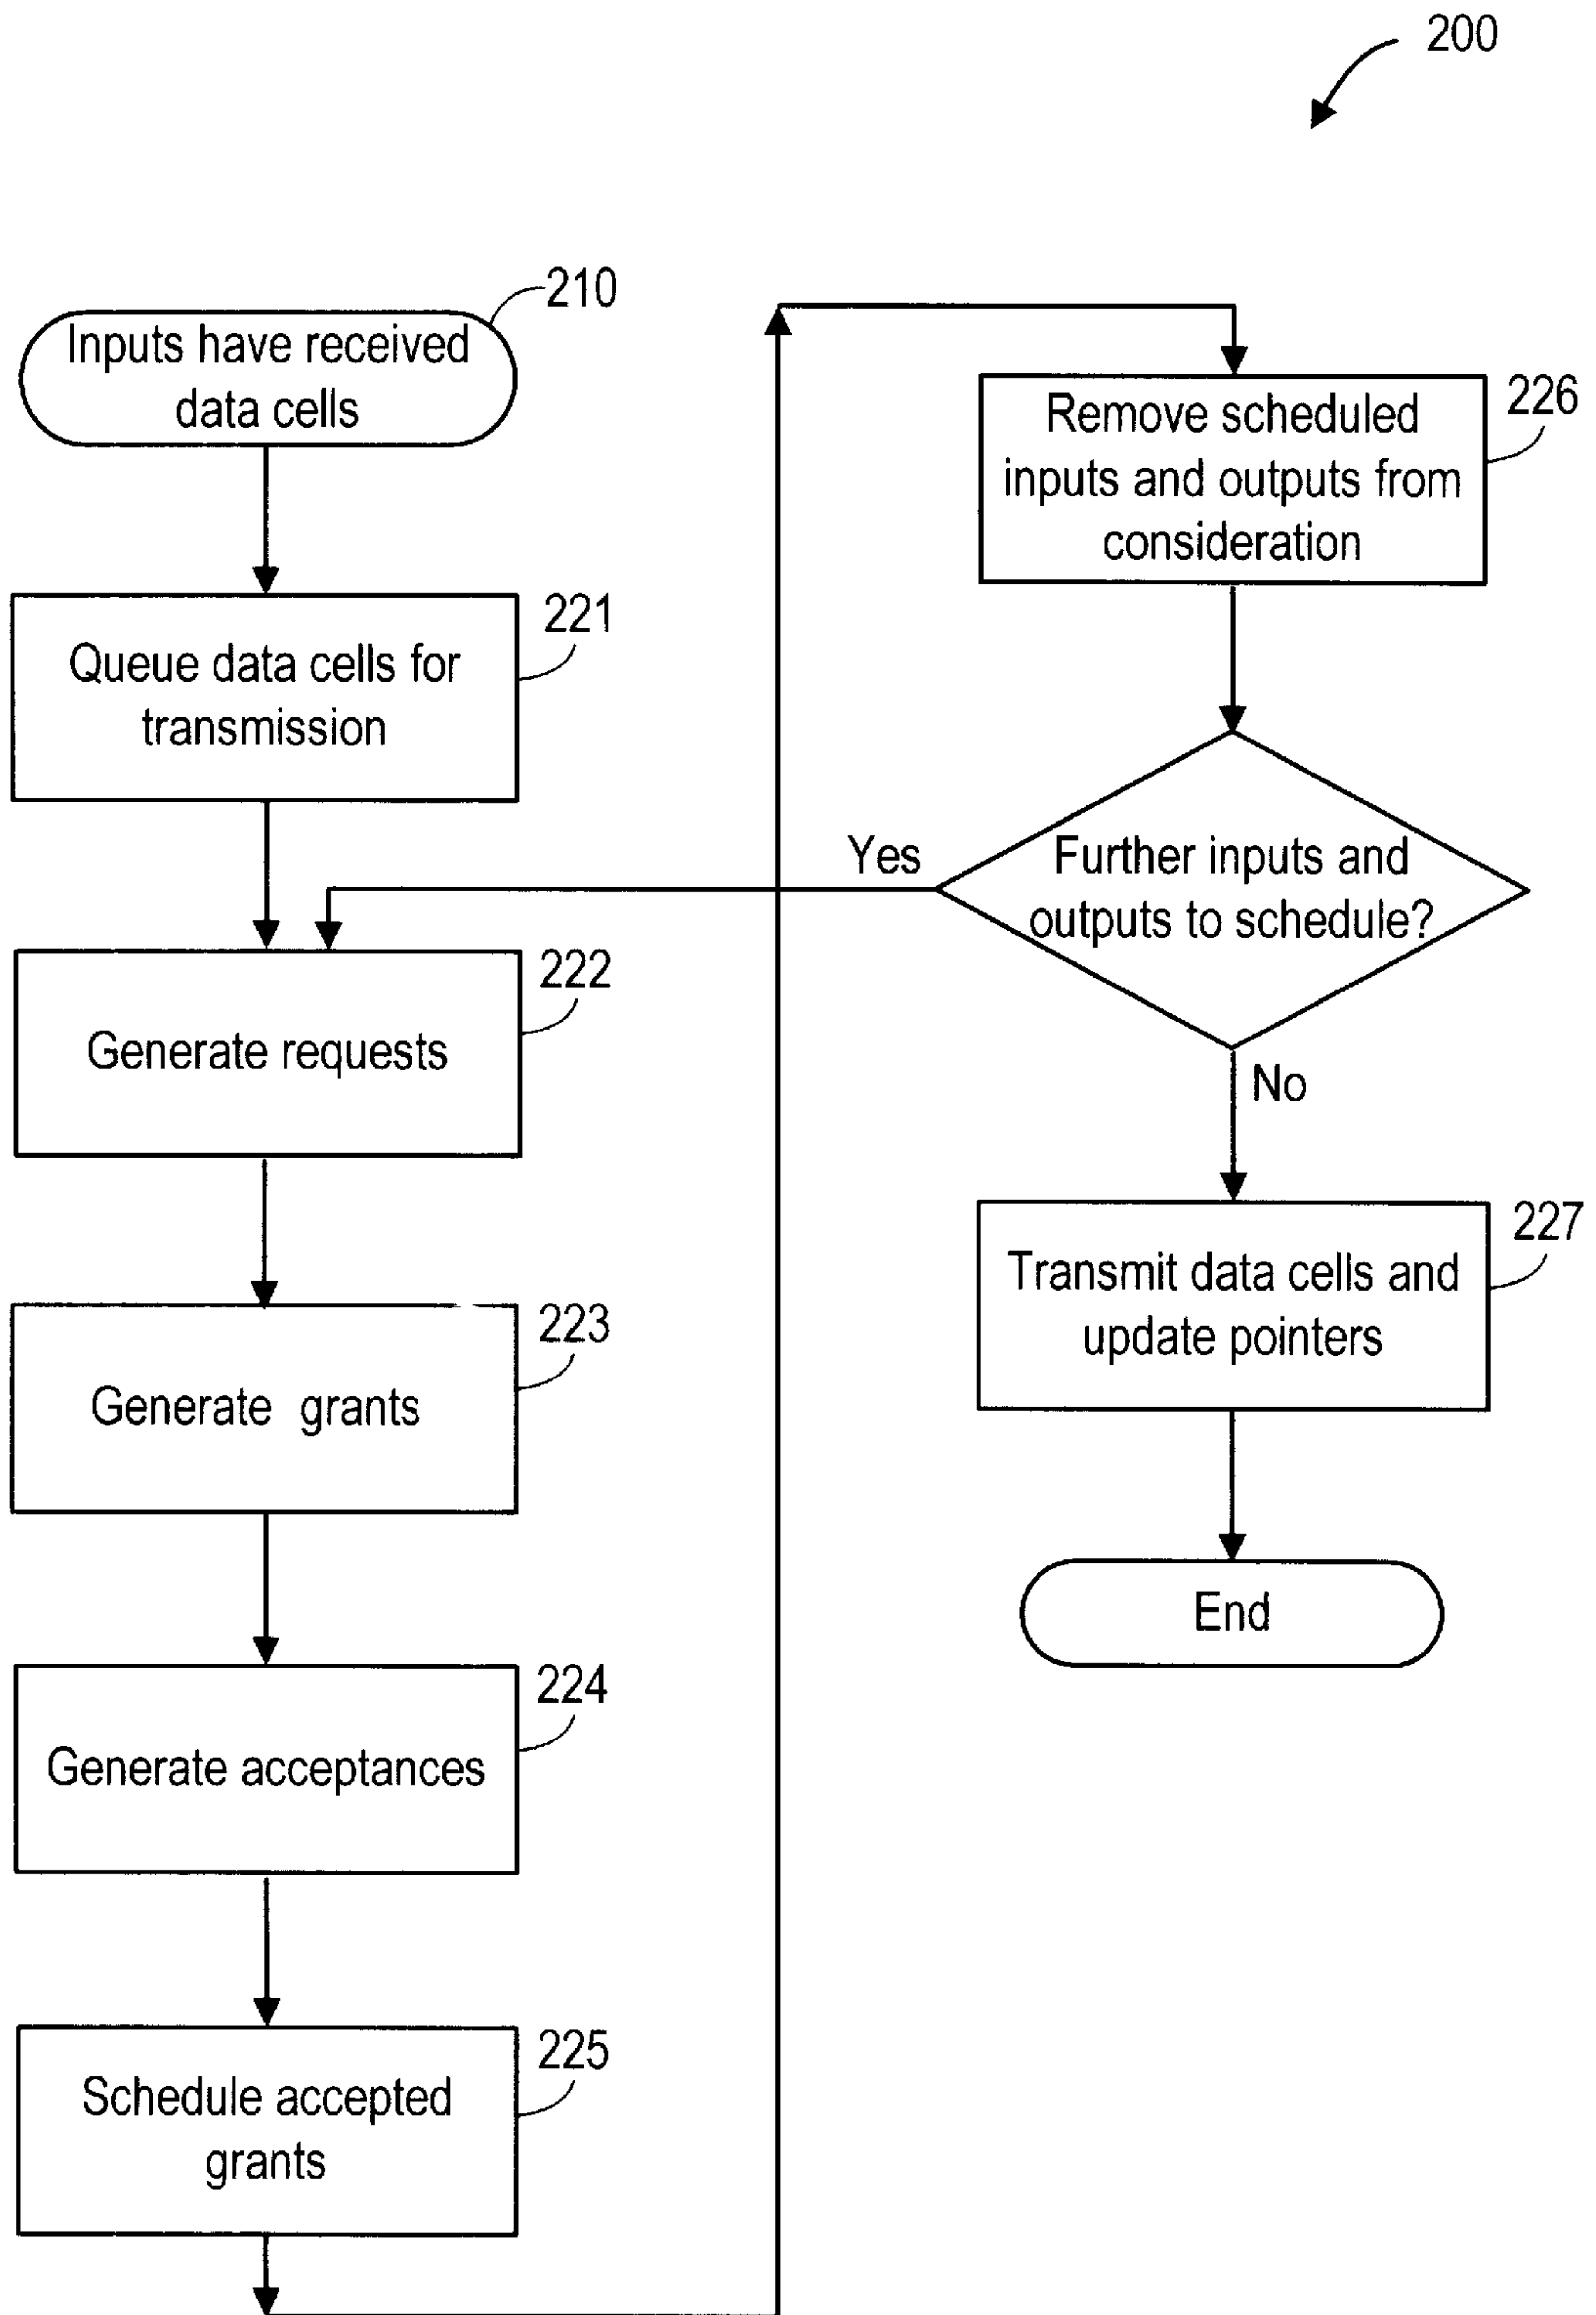 200
210
Inputs have received
data cells
221
Queue data cells for
transmission
222
Generate requests
223
Generate grants
224
Generate acceptances
225
Schedule accepted
grants
226
Remove scheduled
inputs and outputs from
consideration
Yes
Further inputs and
outputs to schedule?
No
227
Transmit data cells and
update pointers
End